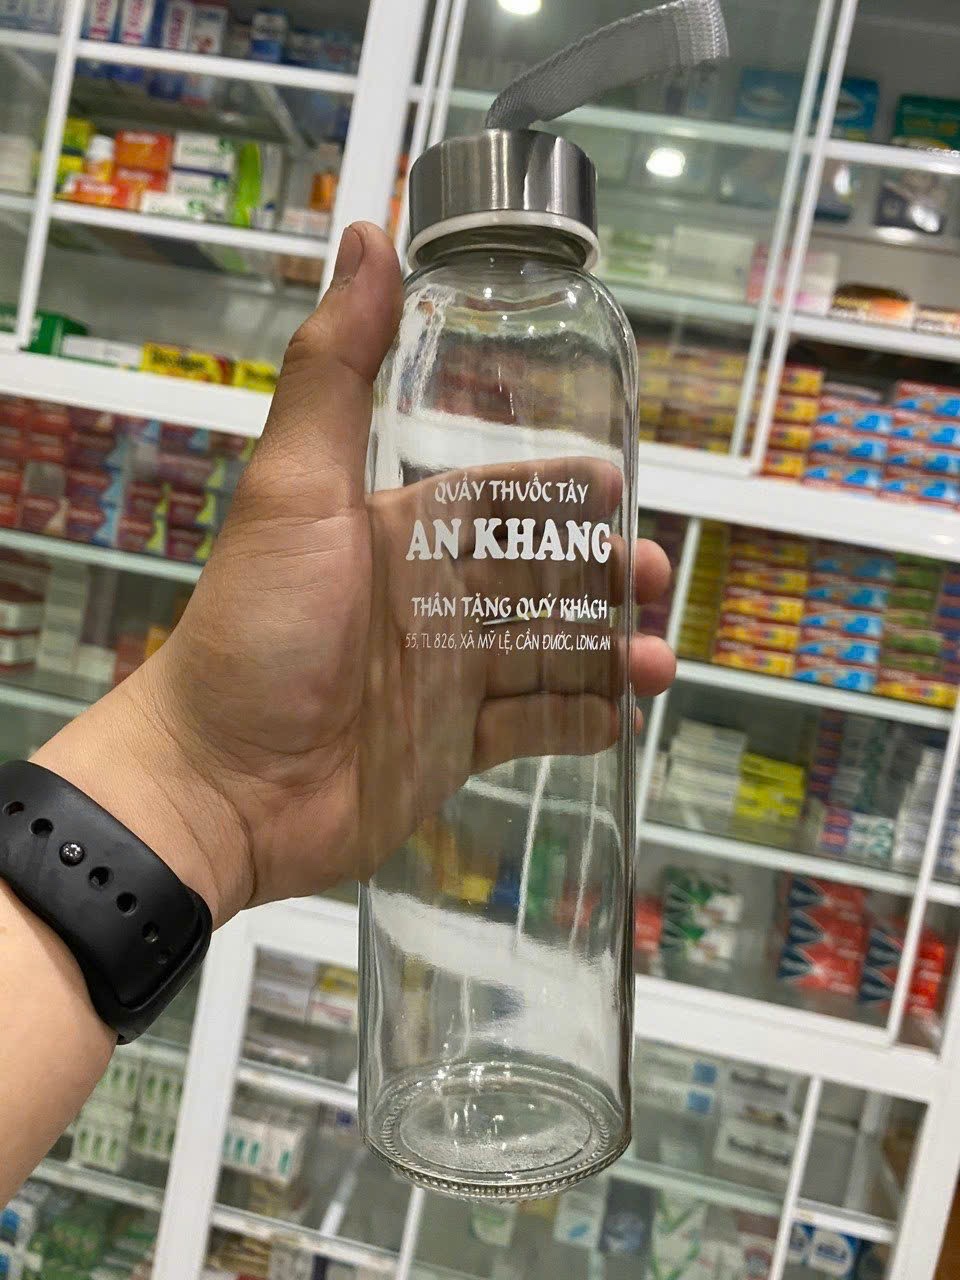 QUẦY THUỐC TÂY
AN KHANG
THÂN TẶNG QUÝ KHÁCH
55, TL 826, XÃ MỸ LỆ, CẦN ĐƯỚC, LONG AN